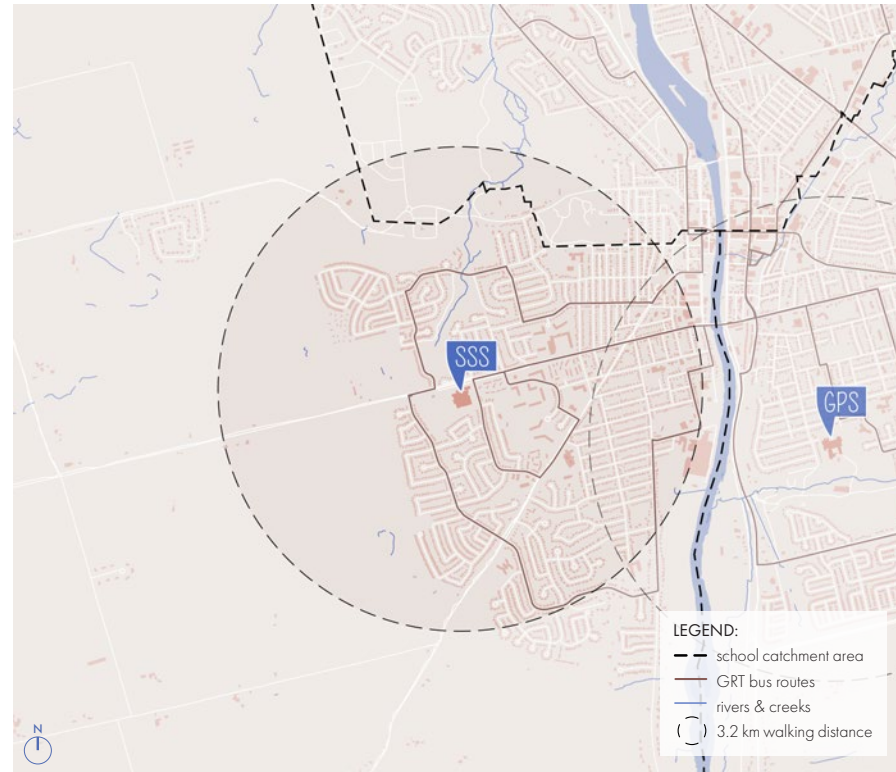 SSS
GPS
LEGEND:
school catchment area
GRT bus routes
rivers & creeks
3.2 km walking distance
N